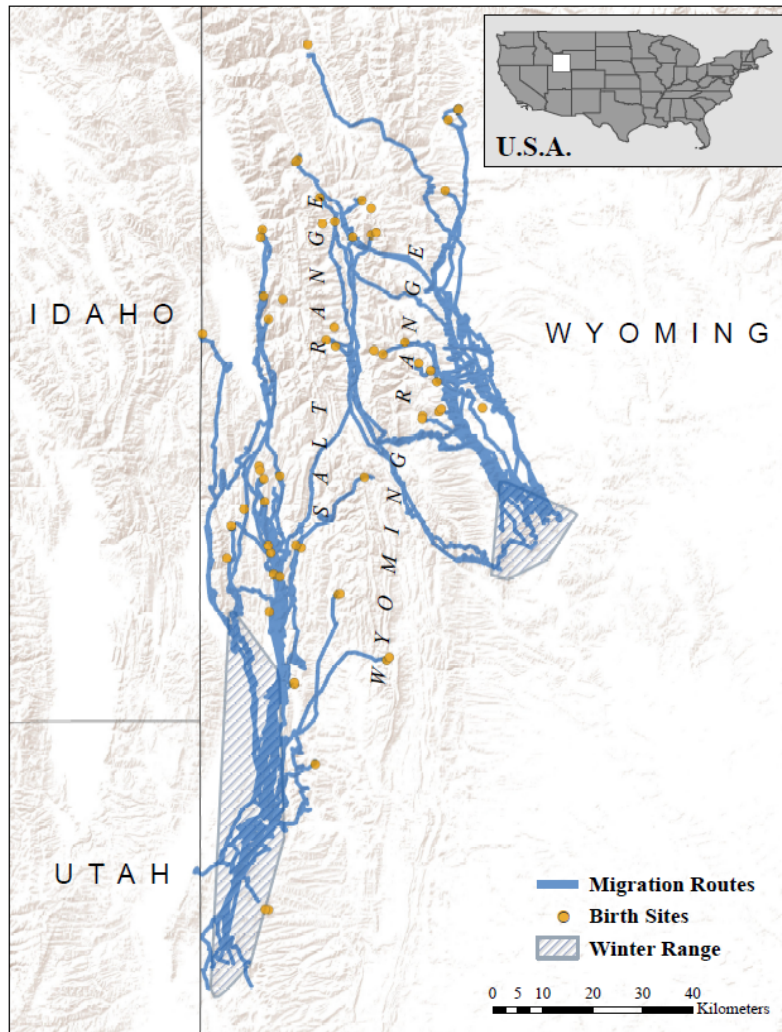 U.S.A.
IDAHO
WYOMING
SALT RANGE
WYOMING RANGE
UTAH
Migration Routes
Birth Sites
Winter Range
0 5 10 20 30 40
Kilometers